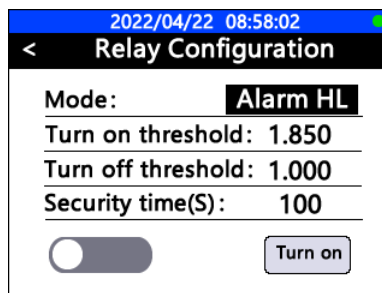 2022/04/22 08:58:02
< Relay Configuration
Mode: Alarm HL
Turn on threshold: 1.850
Turn off threshold: 1.000
Security time(S): 100
Turn on